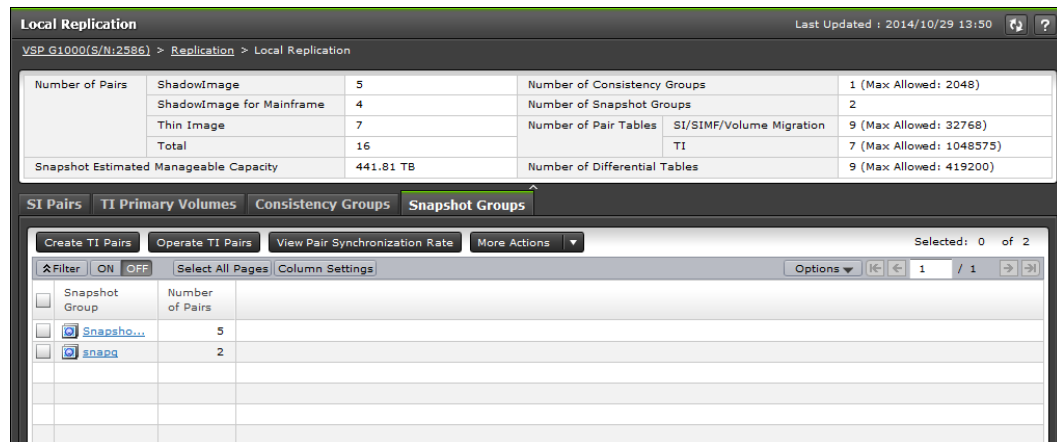 Local Replication Last Updated : 2014/10/29 13:50 ?
VSP G1000(S/N:2586) > Replication > Local Replication
Number of Pairs ShadowImage 5 Number of Consistency Groups 1 (Max Allowed: 2048)
ShadowImage for Mainframe 4 Number of Snapshot Groups 2
Thin Image 7 Number of Pair Tables SI/SIMF/Volume Migration 9 (Max Allowed: 32768)
Total 16 TI 7 (Max Allowed: 1048575)
Snapshot Estimated Manageable Capacity 441.81 TB Number of Differential Tables 9 (Max Allowed: 419200)
SI Pairs TI Primary Volumes Consistency Groups Snapshot Groups
Create TI Pairs Operate TI Pairs View Pair Synchronization Rate More Actions Selected: 0 of 2
Filter ON OFF Select All Pages Column Settings Options 1 / 1
Snapshot Number
Group of Pairs
Snapsho... 5
snapg 2